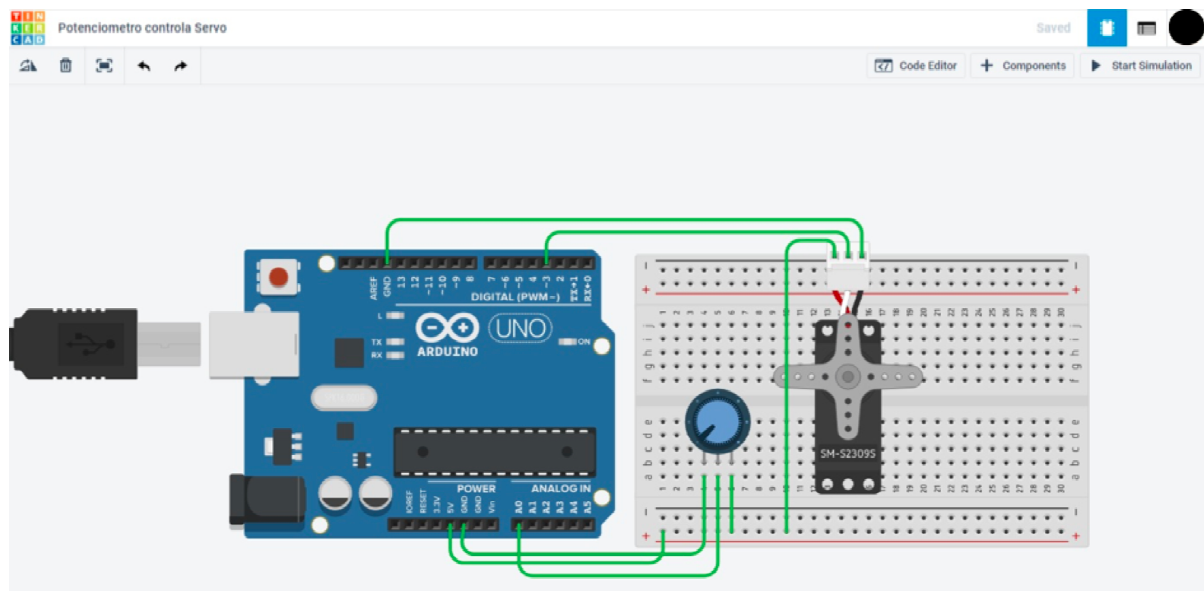 TIN
KER
CAD
Potenciometro controla Servo
Saved
Code Editor
Components
Start Simulation
AREF
GND
13
12
~11
~10
~9
8
7
~6
~5
4
~3
2
TX→1
RX←0
DIGITAL (PWM~)
L
TX
RX
ARDUINO
UNO
ON
POWER
ANALOG IN
IOREF
RESET
3.3V
5V
GND
GND
Vin
A0
A1
A2
A3
A4
A5
SM-S2309S